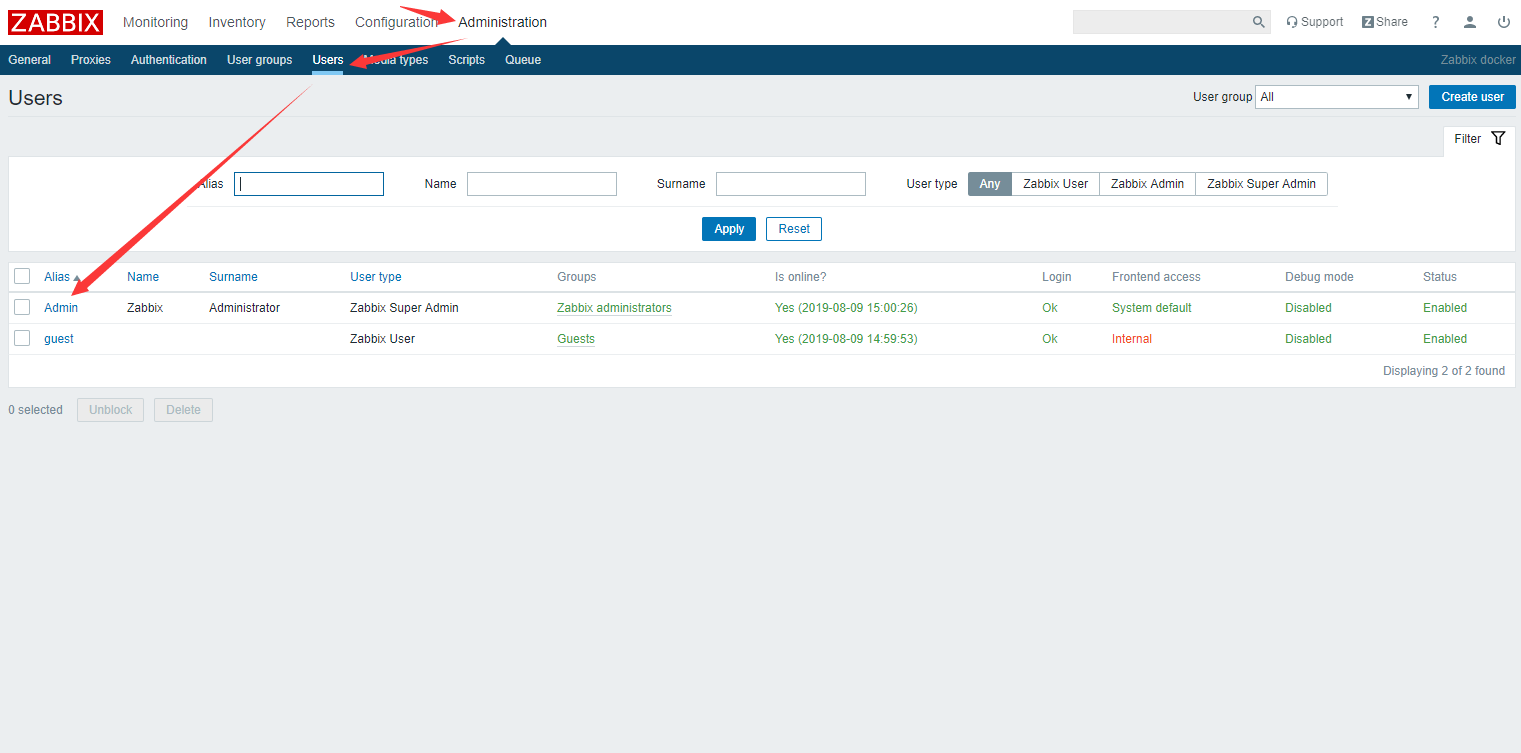 ZABBIX Monitoring Inventory Reports Configuration Administration Support Z Share ?
General Proxies Authentication User groups Users Media types Scripts Queue Zabbix docker
Users User group All Create user
Filter
Alias Name Surname User type Any Zabbix User Zabbix Admin Zabbix Super Admin
Apply Reset
Alias Name Surname User type Groups Is online? Login Frontend access Debug mode Status
Admin Zabbix Administrator Zabbix Super Admin Zabbix administrators Yes (2019-08-09 15:00:26) Ok System default Disabled Enabled
guest Zabbix User Guests Yes (2019-08-09 14:59:53) Ok Internal Disabled Enabled
Displaying 2 of 2 found
0 selected Unblock Delete